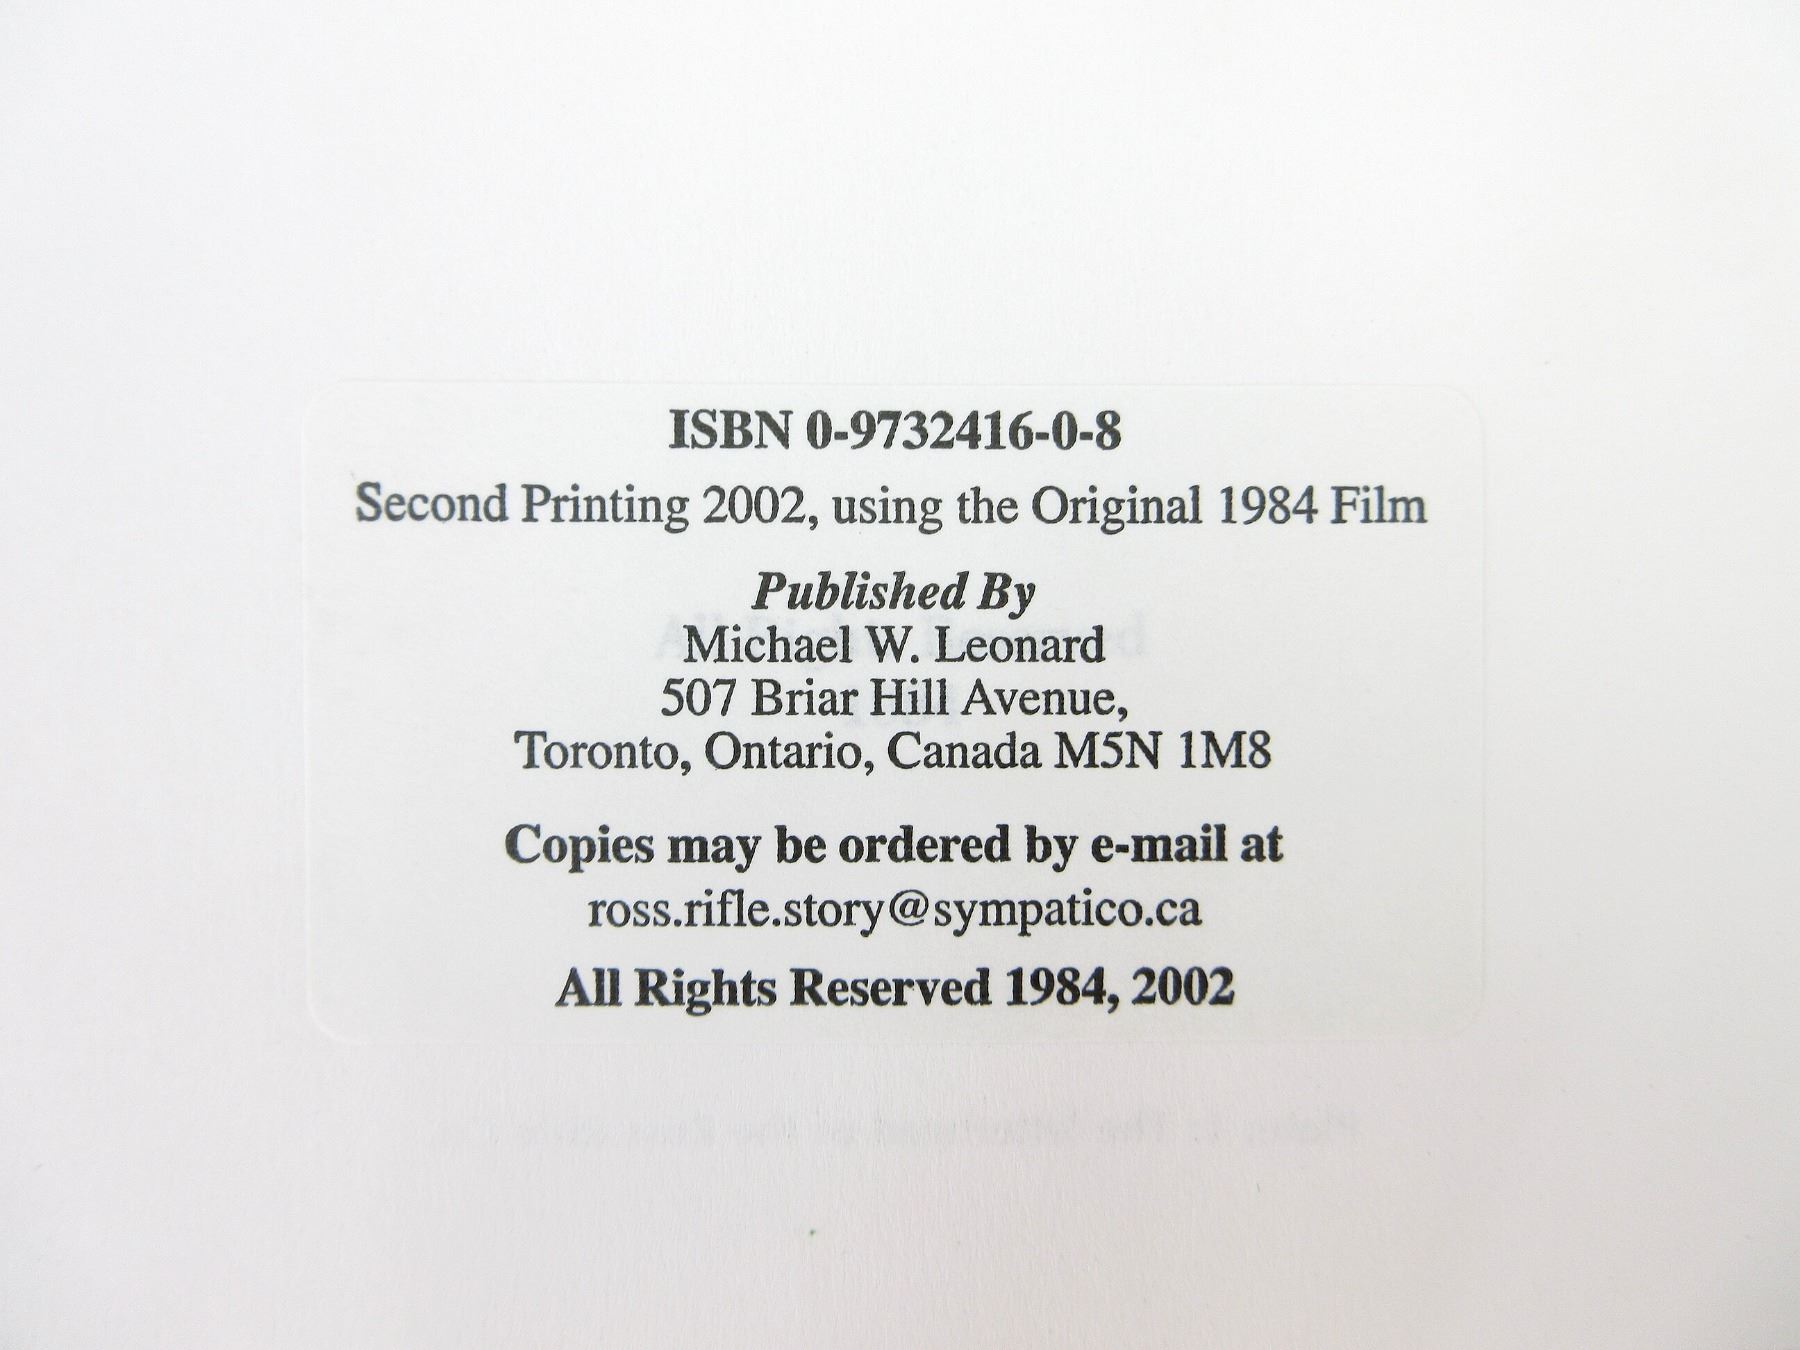 ISBN 0-9732416-0-8
Second Printing 2002, using the Original 1984 Film
Published By
Michael W. Leonard
507 Briar Hill Avenue,
Toronto, Ontario, Canada M5N 1M8
Copies may be ordered by e-mail at
ross.rifle.story@sympatico.ca
All Rights Reserved 1984, 2002